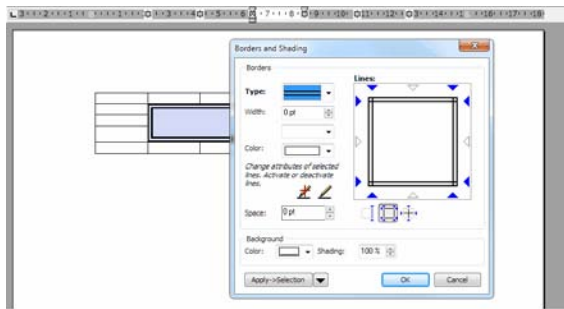 Borders and Shading
Borders
Type:
Width: 0 pt
Color:
Change attributes of selected
lines. Activate or deactivate
lines.
Space: 0 pt
Lines:
Background
Color: Shading: 100 %
Apply->Selection
OK Cancel